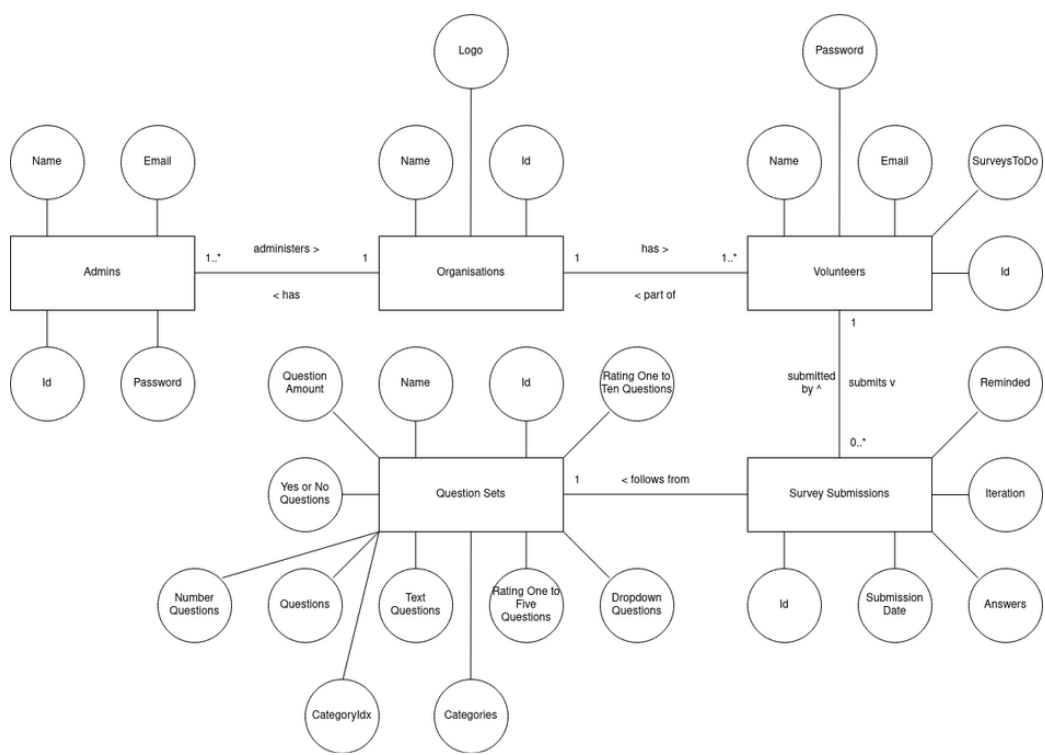 Logo
Password
Name
Email
Name
Id
Name
Email
SurveysToDo
Admins
1..*
administers >
< has
1
Organisations
1
has >
< part of
1..*
Volunteers
Id
Id
Password
Question
Amount
Name
Id
Rating One to
Ten Questions
1
submitted
by ^
submits v
0..*
Reminded
Yes or No
Questions
Question Sets
1
< follows from
Survey Submissions
Iteration
Number
Questions
Questions
Text
Questions
Rating One to
Five
Questions
Dropdown
Questions
Id
Submission
Date
Answers
CategoryIdx
Categories